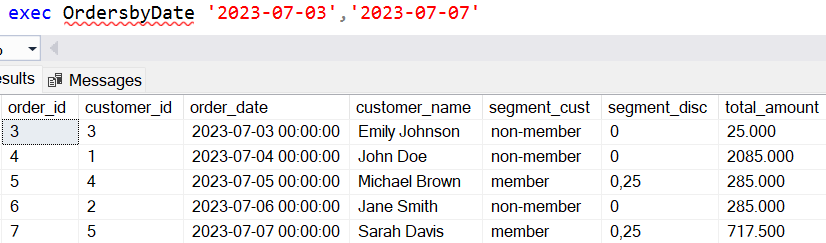 exec OrdersbyDate '2023-07-03','2023-07-07'
esults Messages
order_id customer_id order_date customer_name segment_cust segment_disc total_amount
3 3 2023-07-03 00:00:00 Emily Johnson non-member 0 25.000
4 1 2023-07-04 00:00:00 John Doe non-member 0 2085.000
5 4 2023-07-05 00:00:00 Michael Brown member 0,25 285.000
6 2 2023-07-06 00:00:00 Jane Smith non-member 0 285.000
7 5 2023-07-07 00:00:00 Sarah Davis member 0,25 717.500